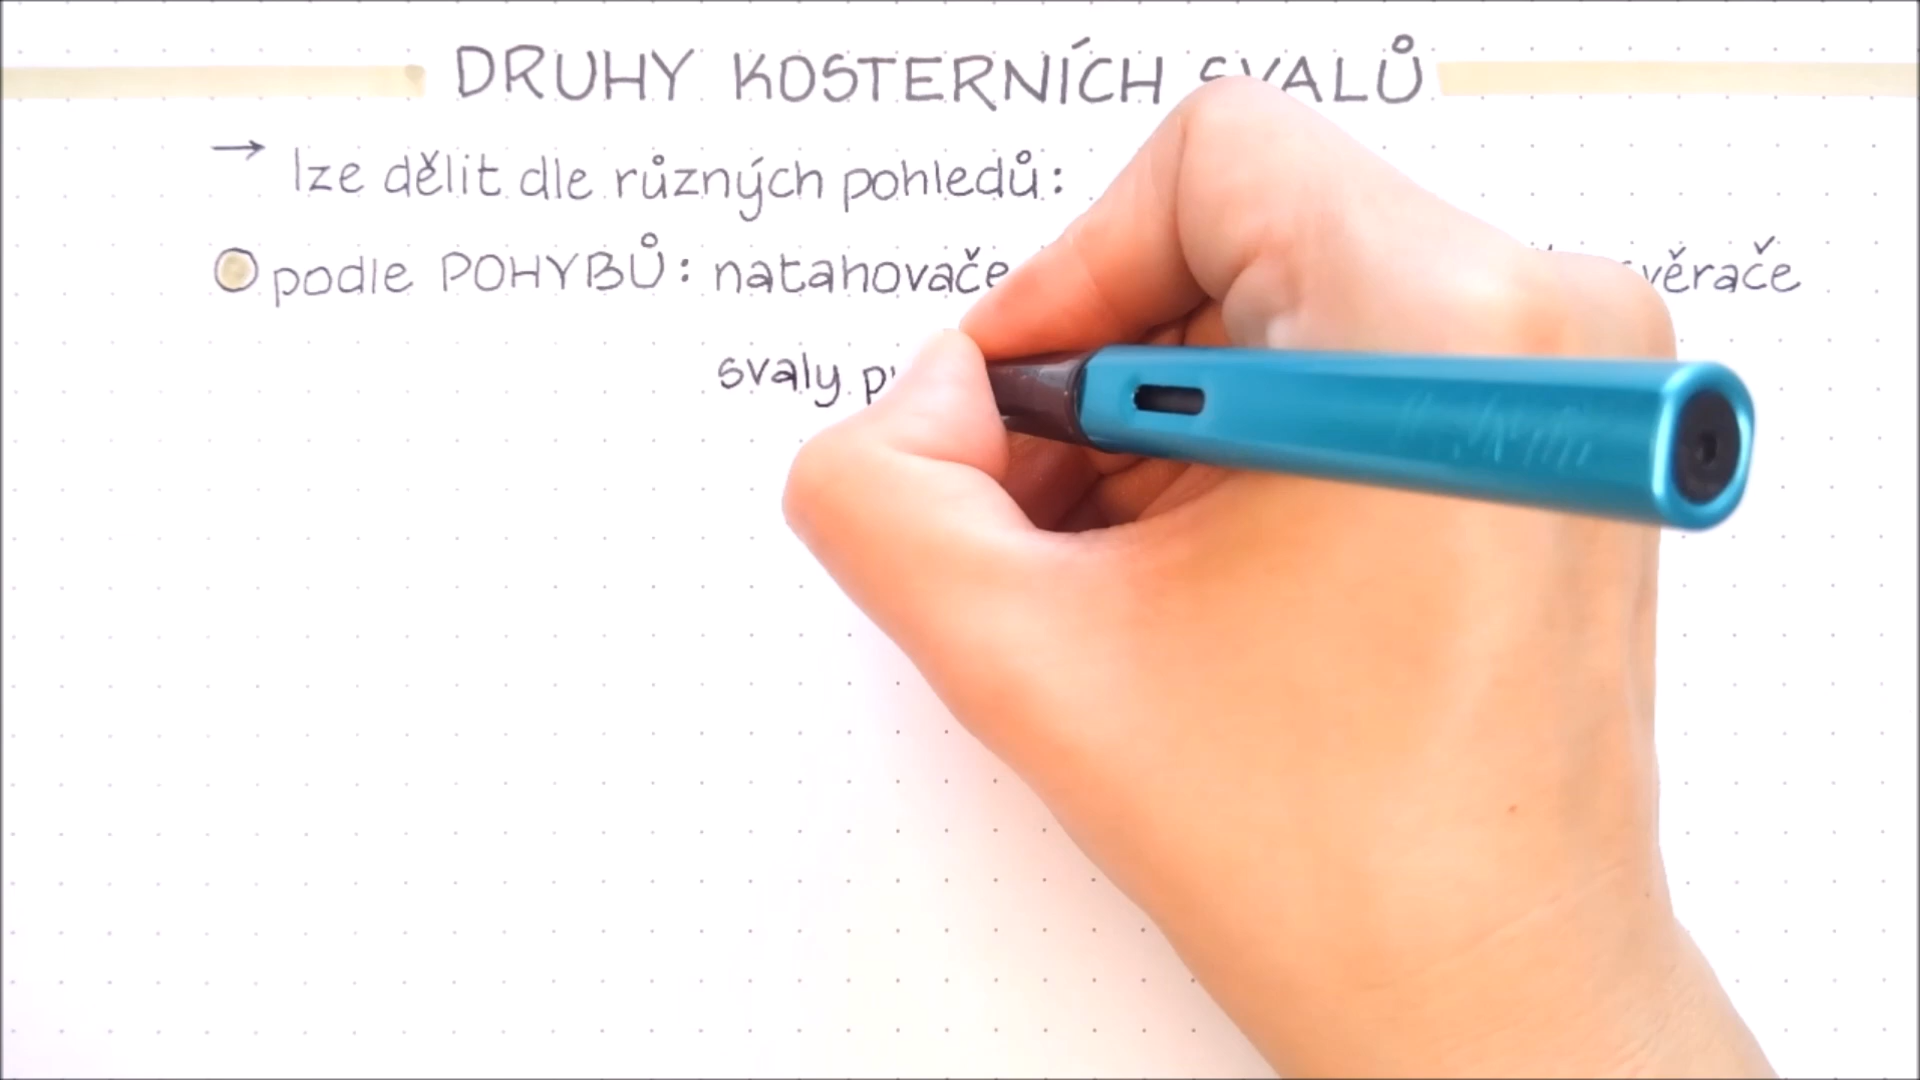 DRUHY KOSTERNÍCH SVALŮ
→ lze dělit dle různých pohledů:
podle POHYBŮ: natahovače
svaly